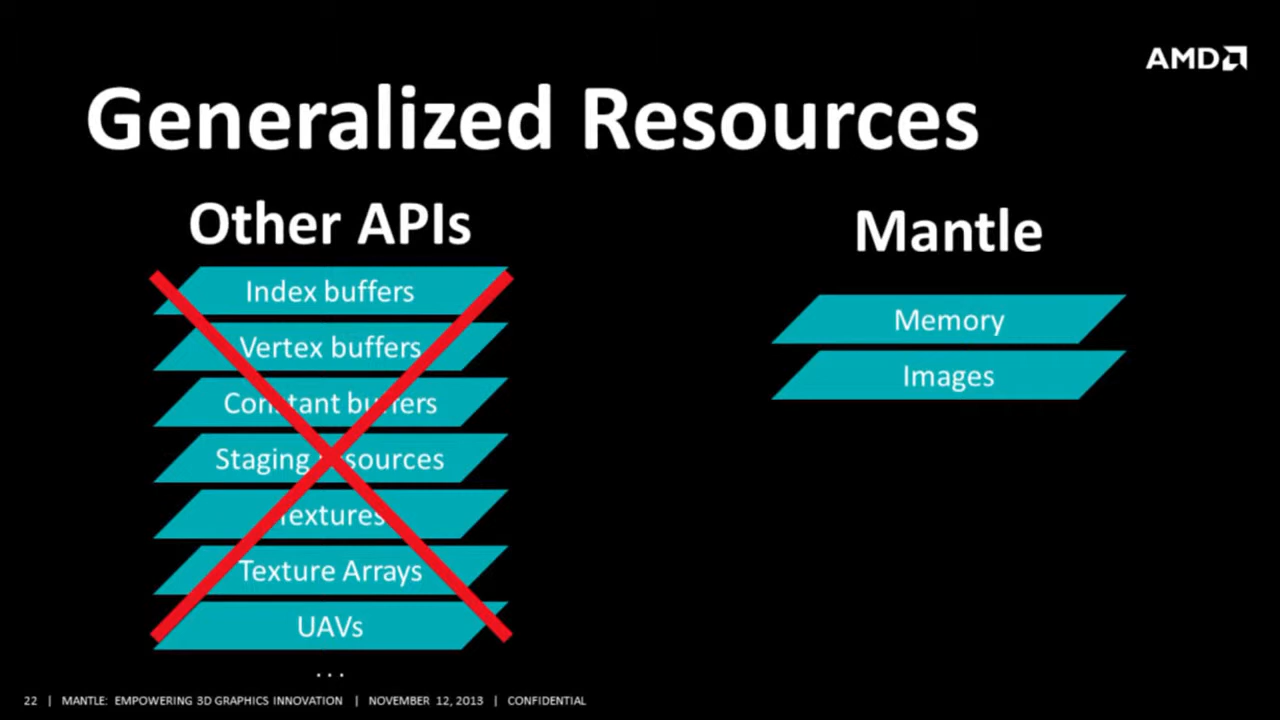 AMD
Generalized Resources
Other APIs
Index buffers
Vertex buffers
Constant buffers
Staging resources
Textures
Texture Arrays
UAVs
...
Mantle
Memory
Images
22 | MANTLE: EMPOWERING 3D GRAPHICS INNOVATION | NOVEMBER 12, 2013 | CONFIDENTIAL